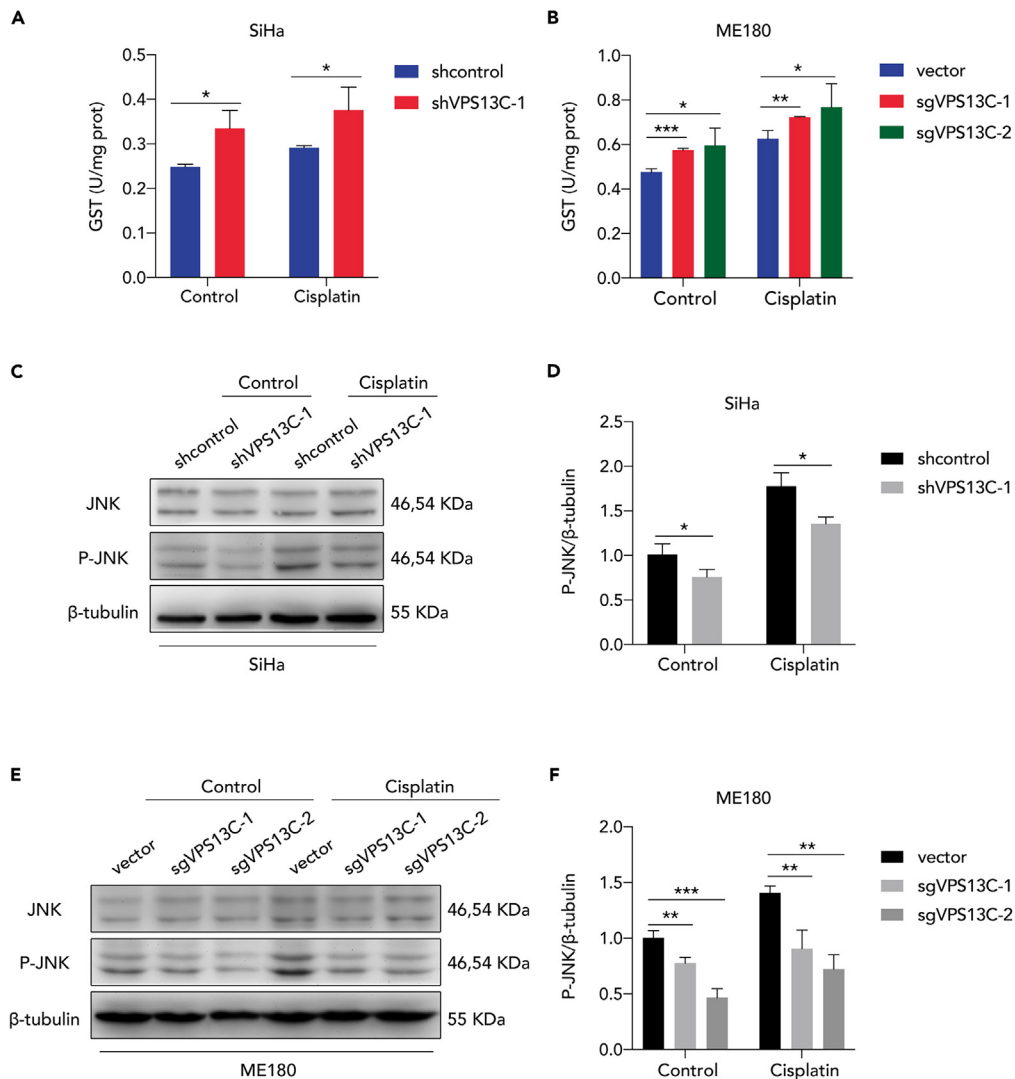 A
SiHa
GST (U/mg prot)
0.5
0.4
0.3
0.2
0.1
0.0
*
*
Control
Cisplatin
shcontrol
shVPS13C-1
B
ME180
GST (U/mg prot)
1.0
0.8
0.6
0.4
0.2
0.0
***
*
**
*
Control
Cisplatin
vector
sgVPS13C-1
sgVPS13C-2
C
Control
Cisplatin
shcontrol
shVPS13C-1
shcontrol
shVPS13C-1
JNK
46,54 KDa
P-JNK
46,54 KDa
β-tubulin
55 KDa
SiHa
D
SiHa
P-JNK/β-tubulin
2.5
2.0
1.5
1.0
0.5
0.0
*
*
Control
Cisplatin
shcontrol
shVPS13C-1
E
Control
Cisplatin
vector
sgVPS13C-1
sgVPS13C-2
vector
sgVPS13C-1
sgVPS13C-2
JNK
46,54 KDa
P-JNK
46,54 KDa
β-tubulin
55 KDa
ME180
F
ME180
P-JNK/β-tubulin
2.0
1.5
1.0
0.5
0.0
**
***
**
**
Control
Cisplatin
vector
sgVPS13C-1
sgVPS13C-2